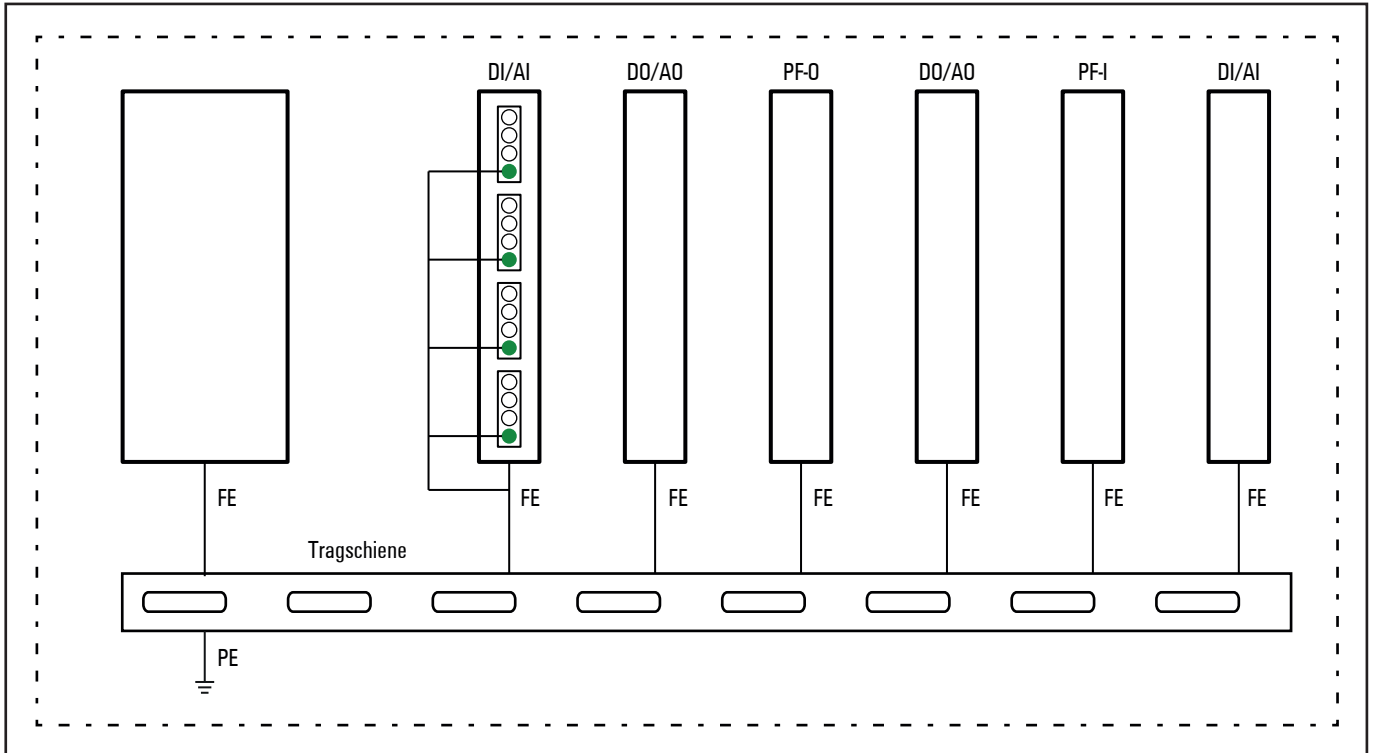 DI/AI DO/AO PF-O DO/AO PF-I DI/AI
FE FE FE FE FE FE FE
Tragschiene
PE